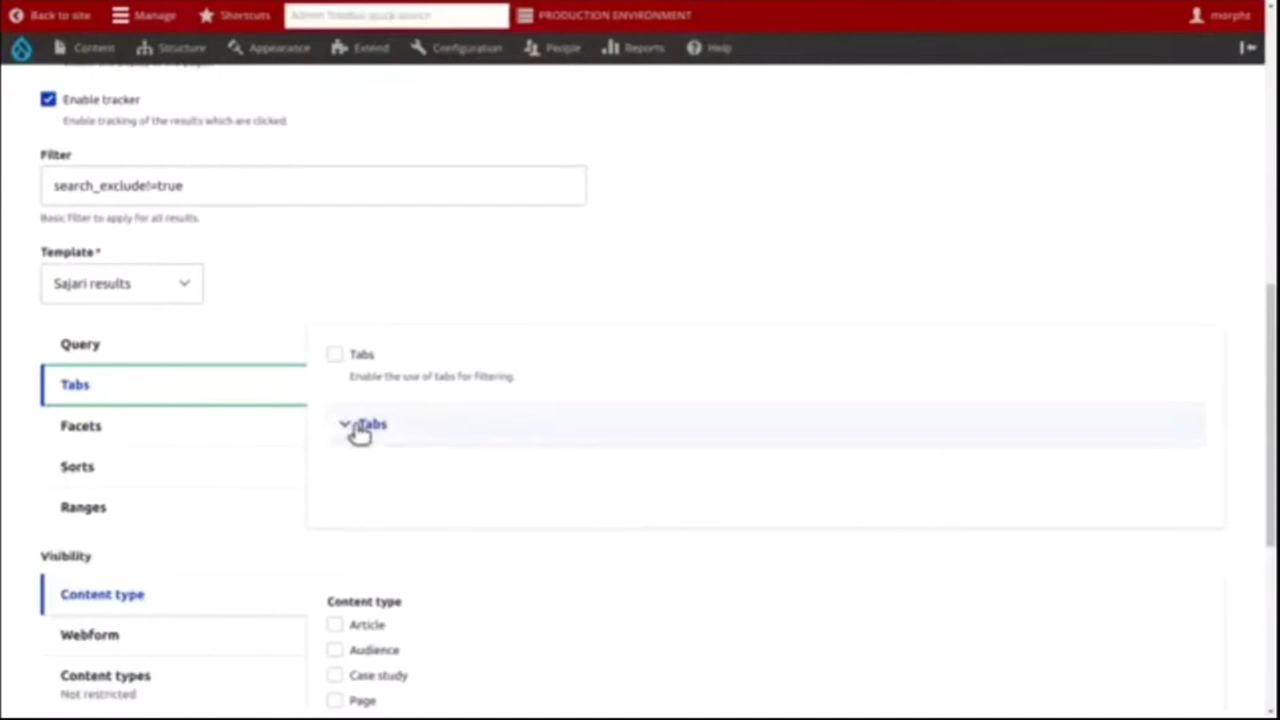 Back to site Manage Shortcuts Admin Toolbar quick search PRODUCTION ENVIRONMENT morpht
Content Structure Appearance Extend Configuration People Reports Help
Enable tracker
Enable tracking of the results which are clicked.
Filter
search_exclude!=true
Basic filter to apply for all results.
Template*
Sajari results
Query
Tabs
Facets
Sorts
Ranges
Tabs
Enable the use of tabs for filtering.
Tabs
Visibility
Content type
Webform
Content types
Not restricted
Content type
Article
Audience
Case study
Page